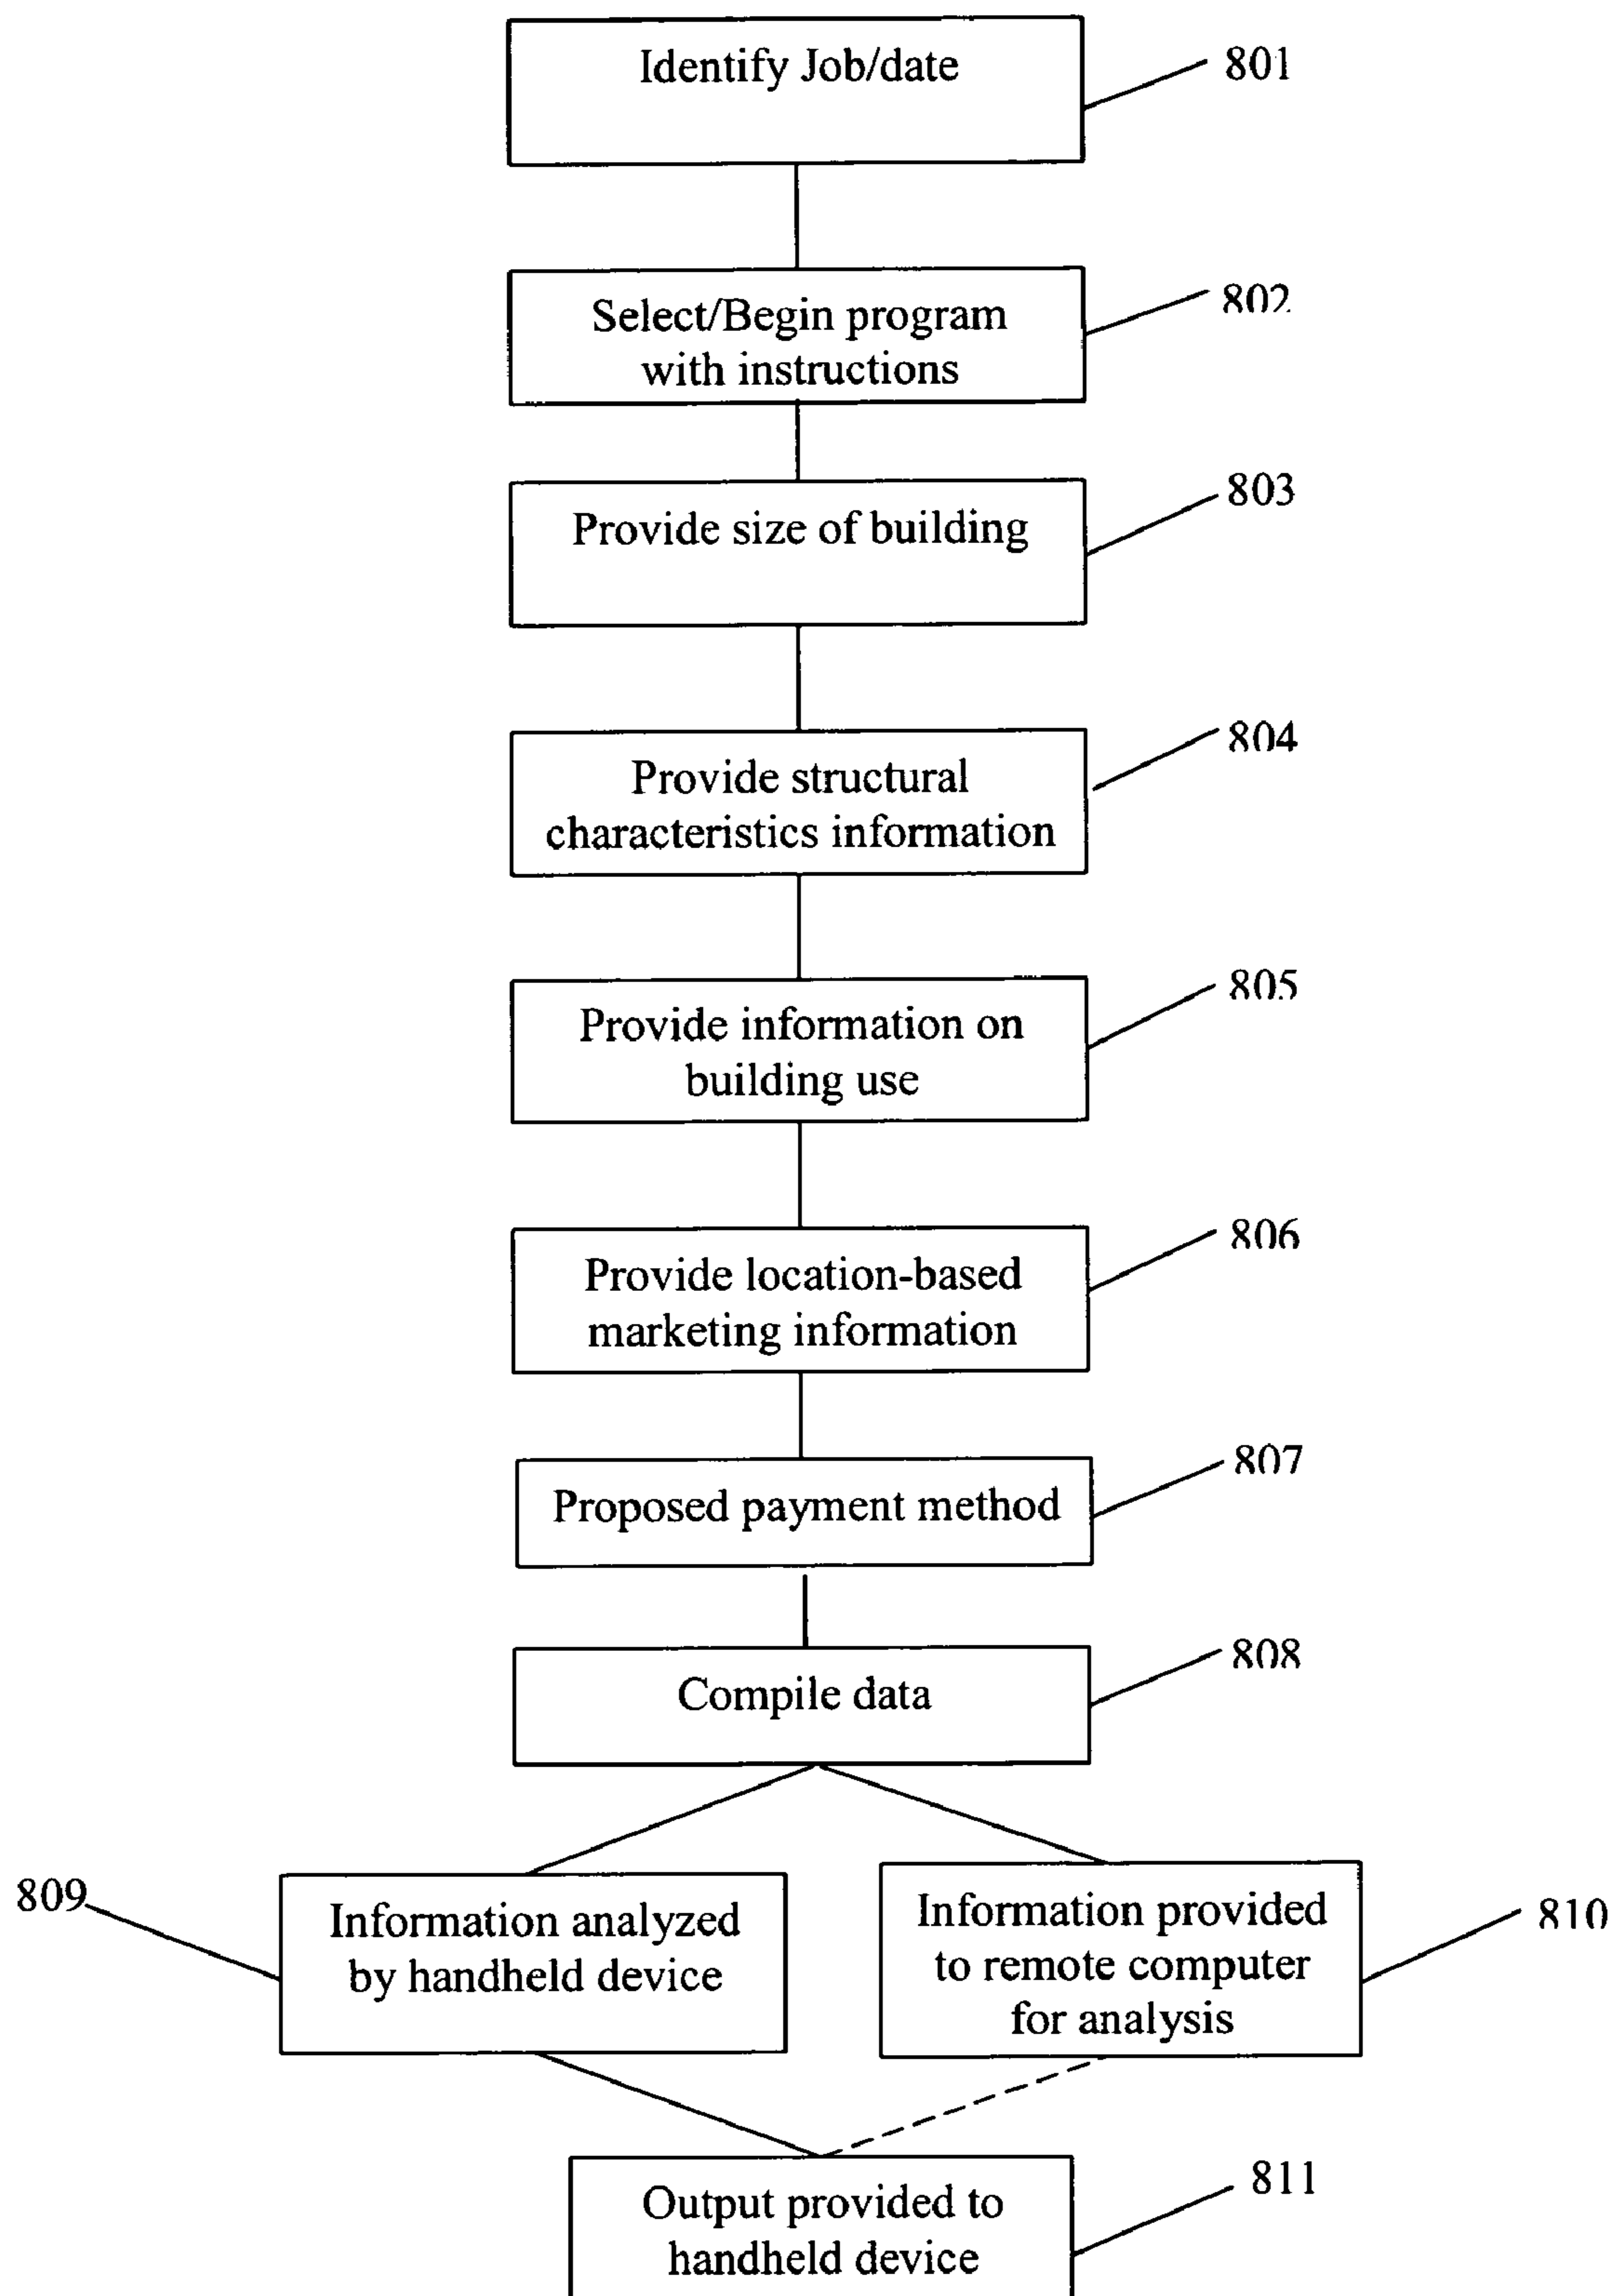 Identify Job/date
801
Select/Begin program
with instructions
802
Provide size of building
803
Provide structural
characteristics information
804
Provide information on
building use
805
Provide location-based
marketing information
806
Proposed payment method
807
Compile data
808
809
Information analyzed
by handheld device
Information provided
to remote computer
for analysis
810
Output provided to
handheld device
811